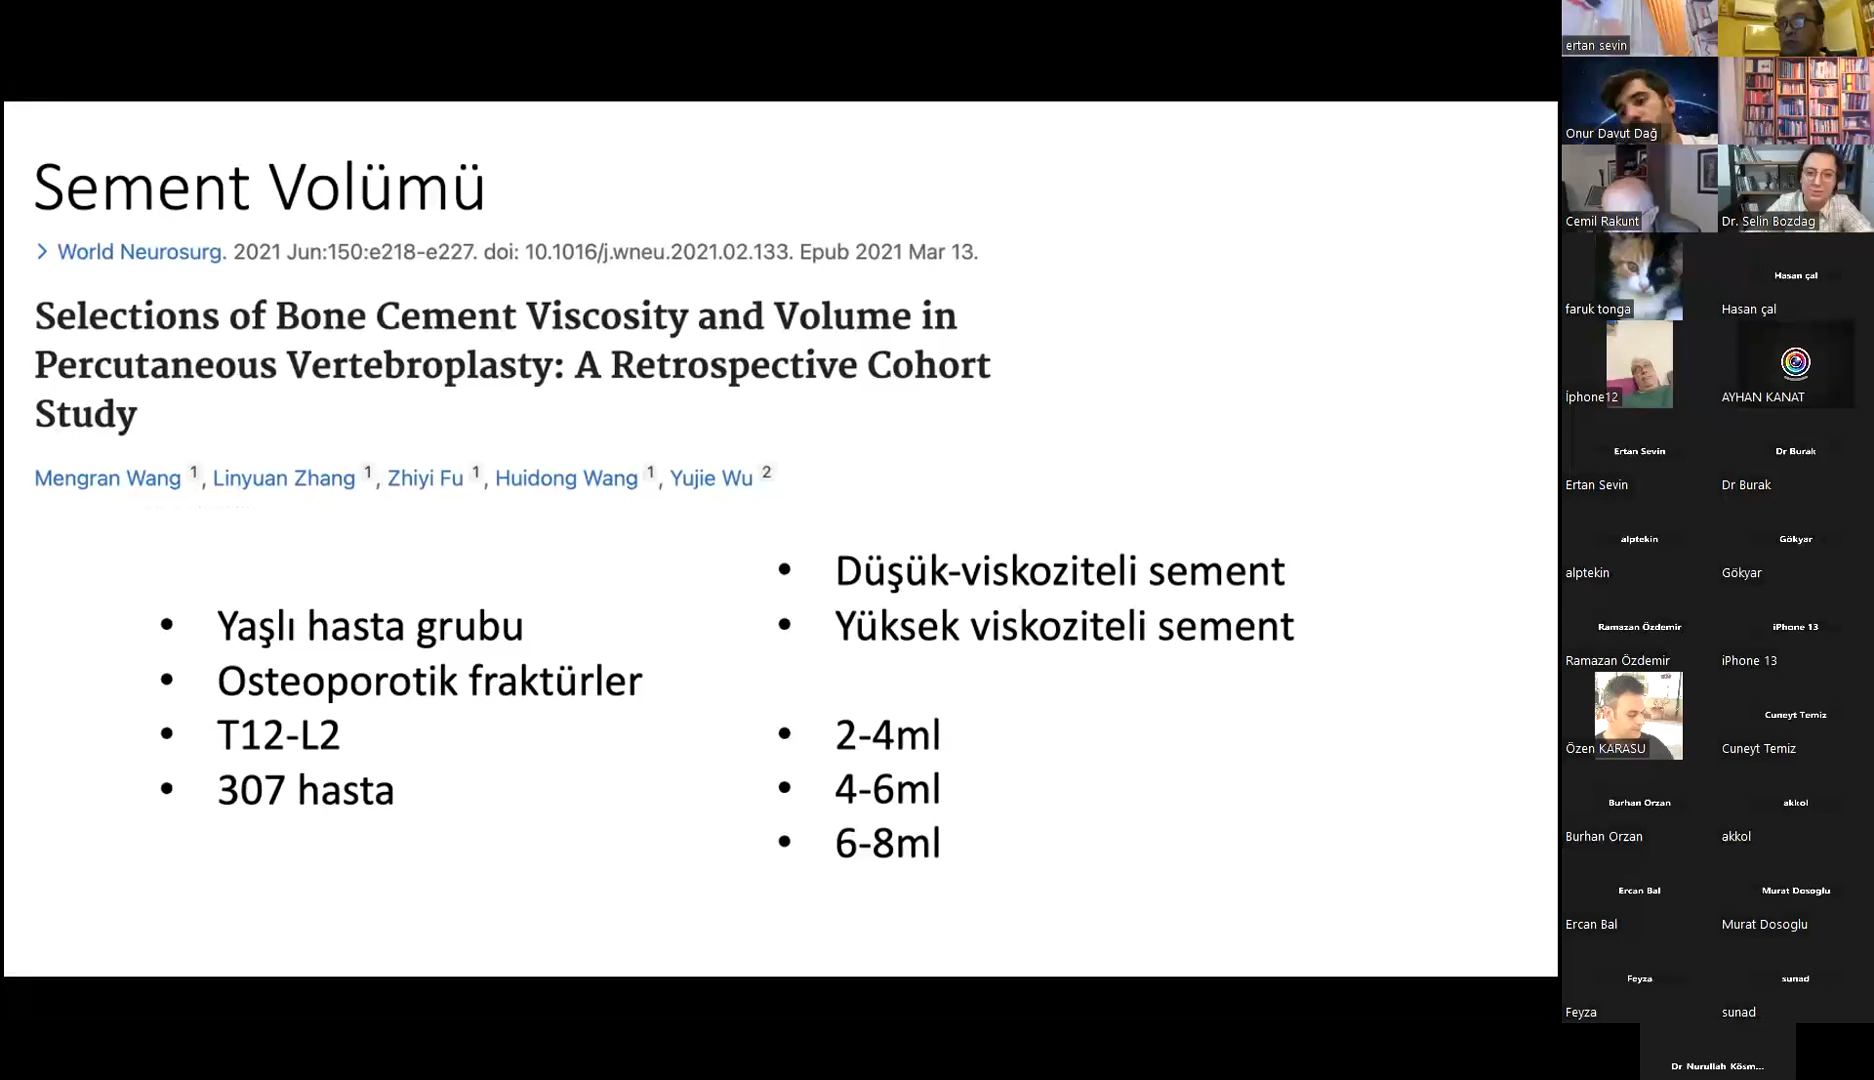 Sement Volümü
> World Neurosurg. 2021 Jun:150:e218-e227. doi: 10.1016/j.wneu.2021.02.133. Epub 2021 Mar 13.
Selections of Bone Cement Viscosity and Volume in
Percutaneous Vertebroplasty: A Retrospective Cohort
Study
Mengran Wang 1, Linyuan Zhang 1, Zhiyi Fu 1, Huidong Wang 1, Yujie Wu 2
• Yaşlı hasta grubu
• Osteoporotik fraktürler
• T12-L2
• 307 hasta
• Düşük-viskoziteli sement
• Yüksek viskoziteli sement
• 2-4ml
• 4-6ml
• 6-8ml
ertan sevin
Onur Davut Dağ
Cemil Rakunt
Dr. Selin Bozdag
faruk tonga
Hasan çal
Hasan çal
İphone12
AYHAN KANAT
Ertan Sevin
Ertan Sevin
Dr Burak
Dr Burak
alptekin
alptekin
Gökyar
Gökyar
Ramazan Özdemir
Ramazan Özdemir
iPhone 13
iPhone 13
Özen KARASU
Cuneyt Temiz
Cuneyt Temiz
Burhan Orzan
Burhan Orzan
akkol
akkol
Ercan Bal
Ercan Bal
Murat Dosoglu
Murat Dosoglu
Feyza
Feyza
sunad
sunad
Dr Nurullah Kösm...